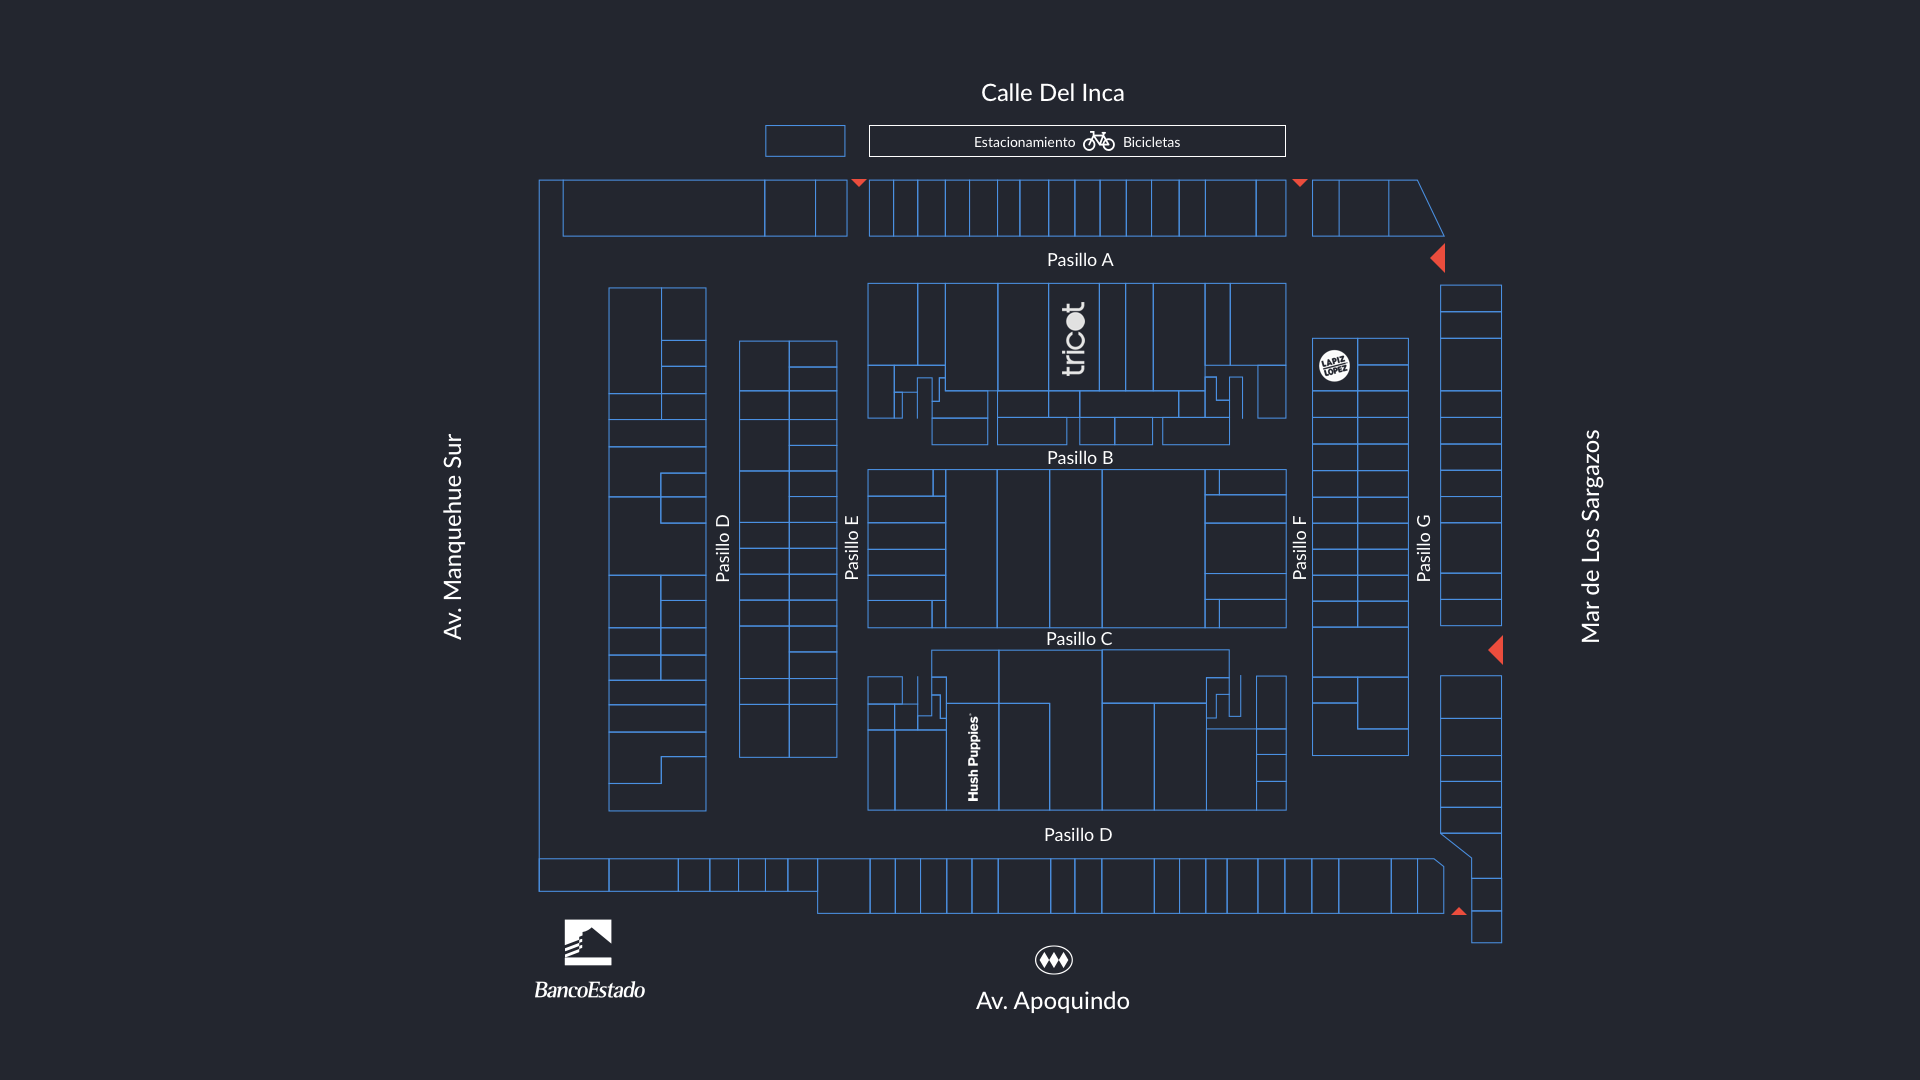 Calle Del Inca
Estacionamiento Bicicletas
Pasillo A
tricot
LAPIZ
LOPEZ
Pasillo B
Av. Manquehue Sur
Pasillo D
Pasillo E
Pasillo F
Pasillo G
Mar de Los Sargazos
Pasillo C
Hush Puppies
Pasillo D
BancoEstado
Av. Apoquindo